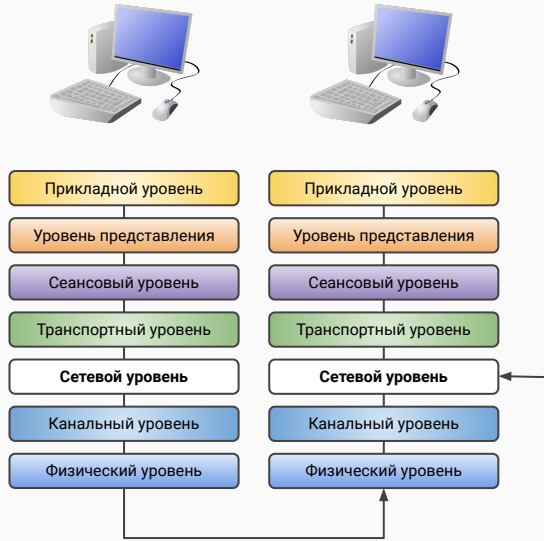 Прикладной уровень
Уровень представления
Сеансовый уровень
Транспортный уровень
Сетевой уровень
Канальный уровень
Физический уровень
Прикладной уровень
Уровень представления
Сеансовый уровень
Транспортный уровень
Сетевой уровень
Канальный уровень
Физический уровень